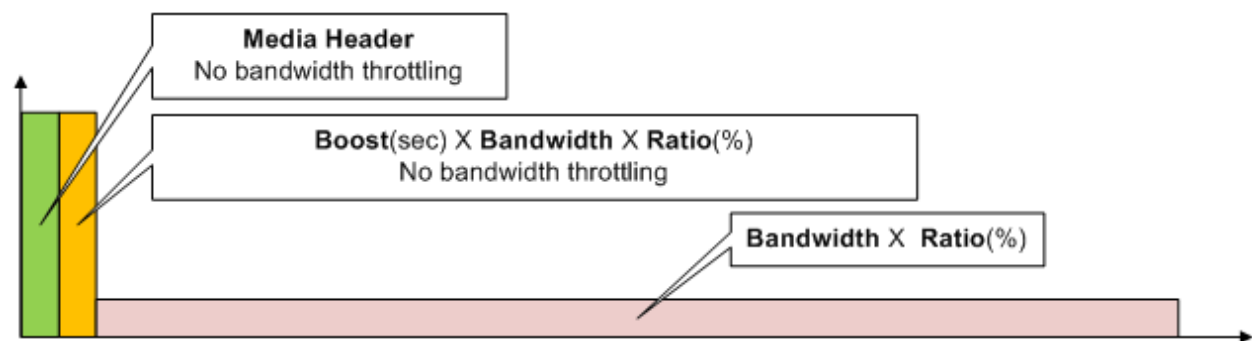 Media Header
No bandwidth throttling
Boost(sec) X Bandwidth X Ratio(%)
No bandwidth throttling
Bandwidth X Ratio(%)